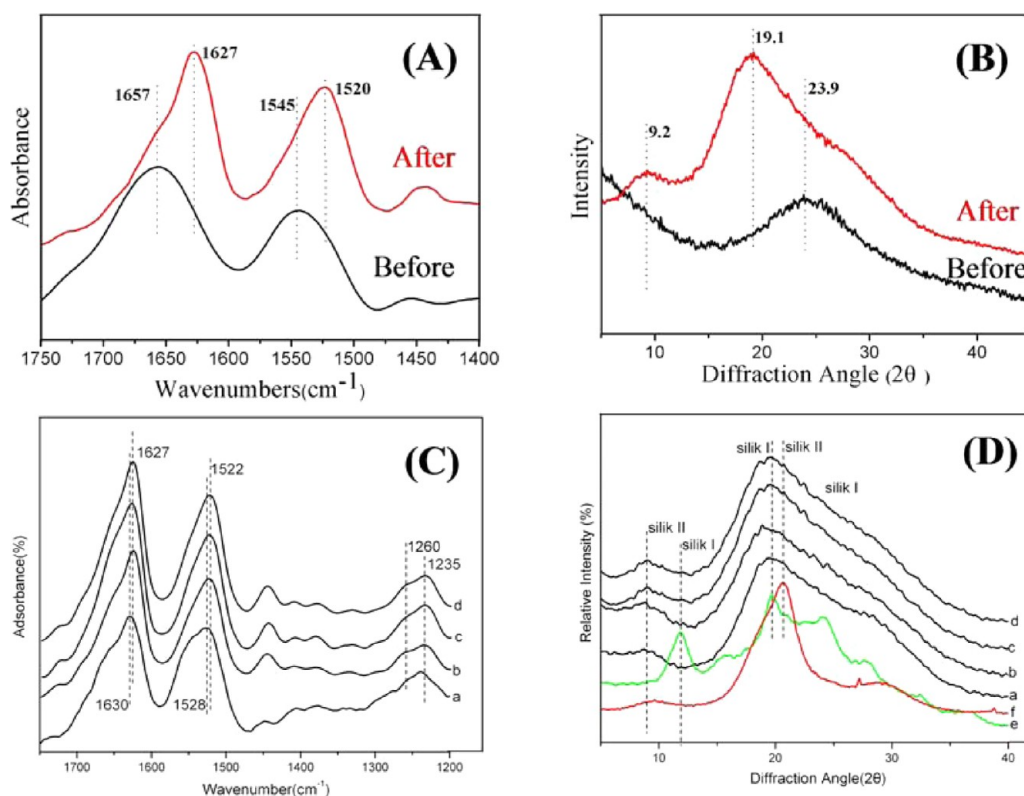 (A)
1657
1627
1545
1520
After
Before
Absorbance
1750 1700 1650 1600 1550 1500 1450 1400
Wavenumbers(cm-1)
(B)
9.2
19.1
23.9
After
Before
Intensity
10 20 30 40
Diffraction Angle (2θ )
(C)
1627
1522
1260
1235
d
c
b
a
1630
1528
Adsorbance(%)
1700 1600 1500 1400 1300 1200
Wavenumber(cm-1)
(D)
silik I
silik II
silik I
silik II
silik I
d
c
b
a
f
e
Relative Intensity (%)
10 20 30 40
Diffraction Angle(2θ)